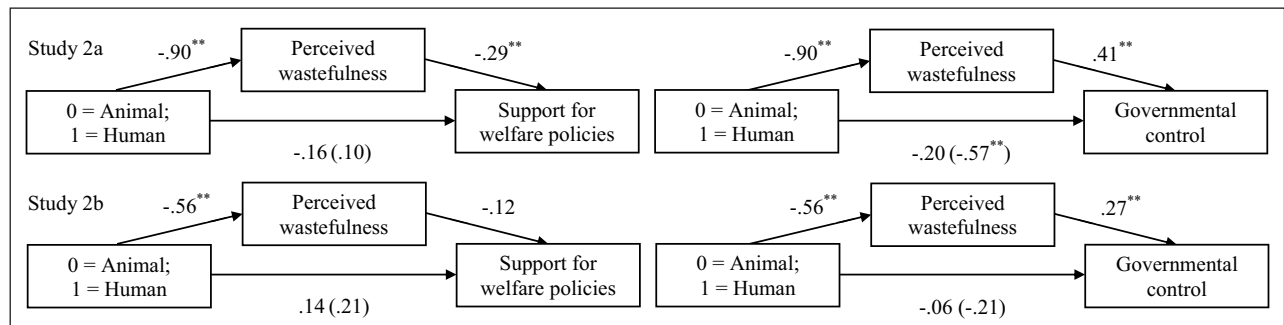 Study 2a
-.90**
Perceived
wastefulness
-.29**
0 = Animal;
1 = Human
Support for
welfare policies
-.16 (.10)
-.90**
Perceived
wastefulness
.41**
0 = Animal;
1 = Human
Governmental
control
-.20 (-.57**)
Study 2b
-.56**
Perceived
wastefulness
-.12
0 = Animal;
1 = Human
Support for
welfare policies
.14 (.21)
-.56**
Perceived
wastefulness
.27**
0 = Animal;
1 = Human
Governmental
control
-.06 (-.21)